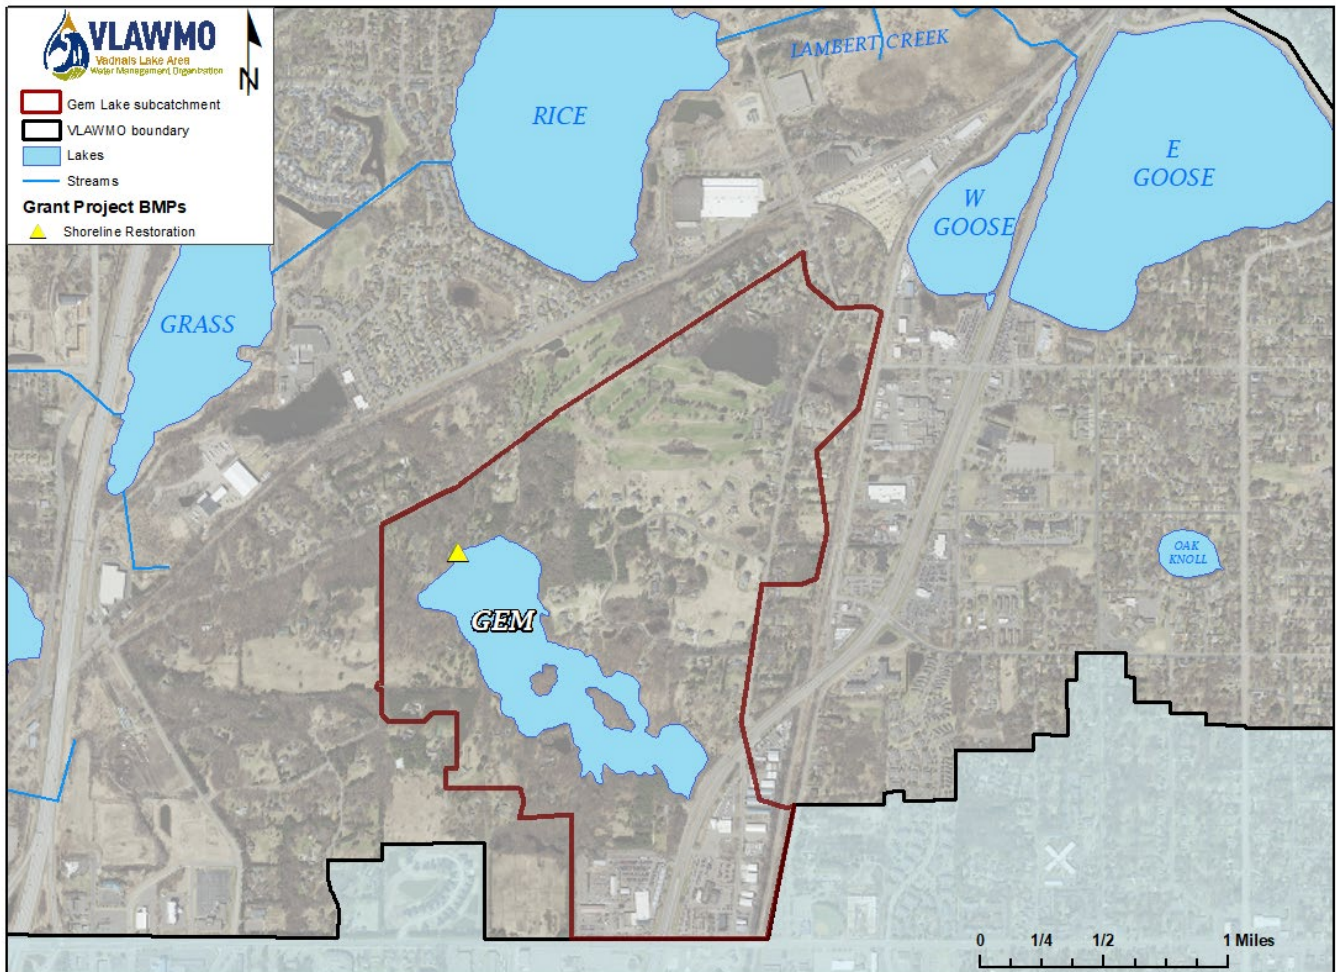 VLAWMO
Vadnais Lake Area
Water Management Organization
N
Gem Lake subcatchment
VLAWMO boundary
Lakes
Streams
Grant Project BMPs
Shoreline Restoration
LAMBERT CREEK
RICE
E
GOOSE
W
GOOSE
GRASS
OAK
KNOLL
GEM
0 1/4 1/2 1 Miles